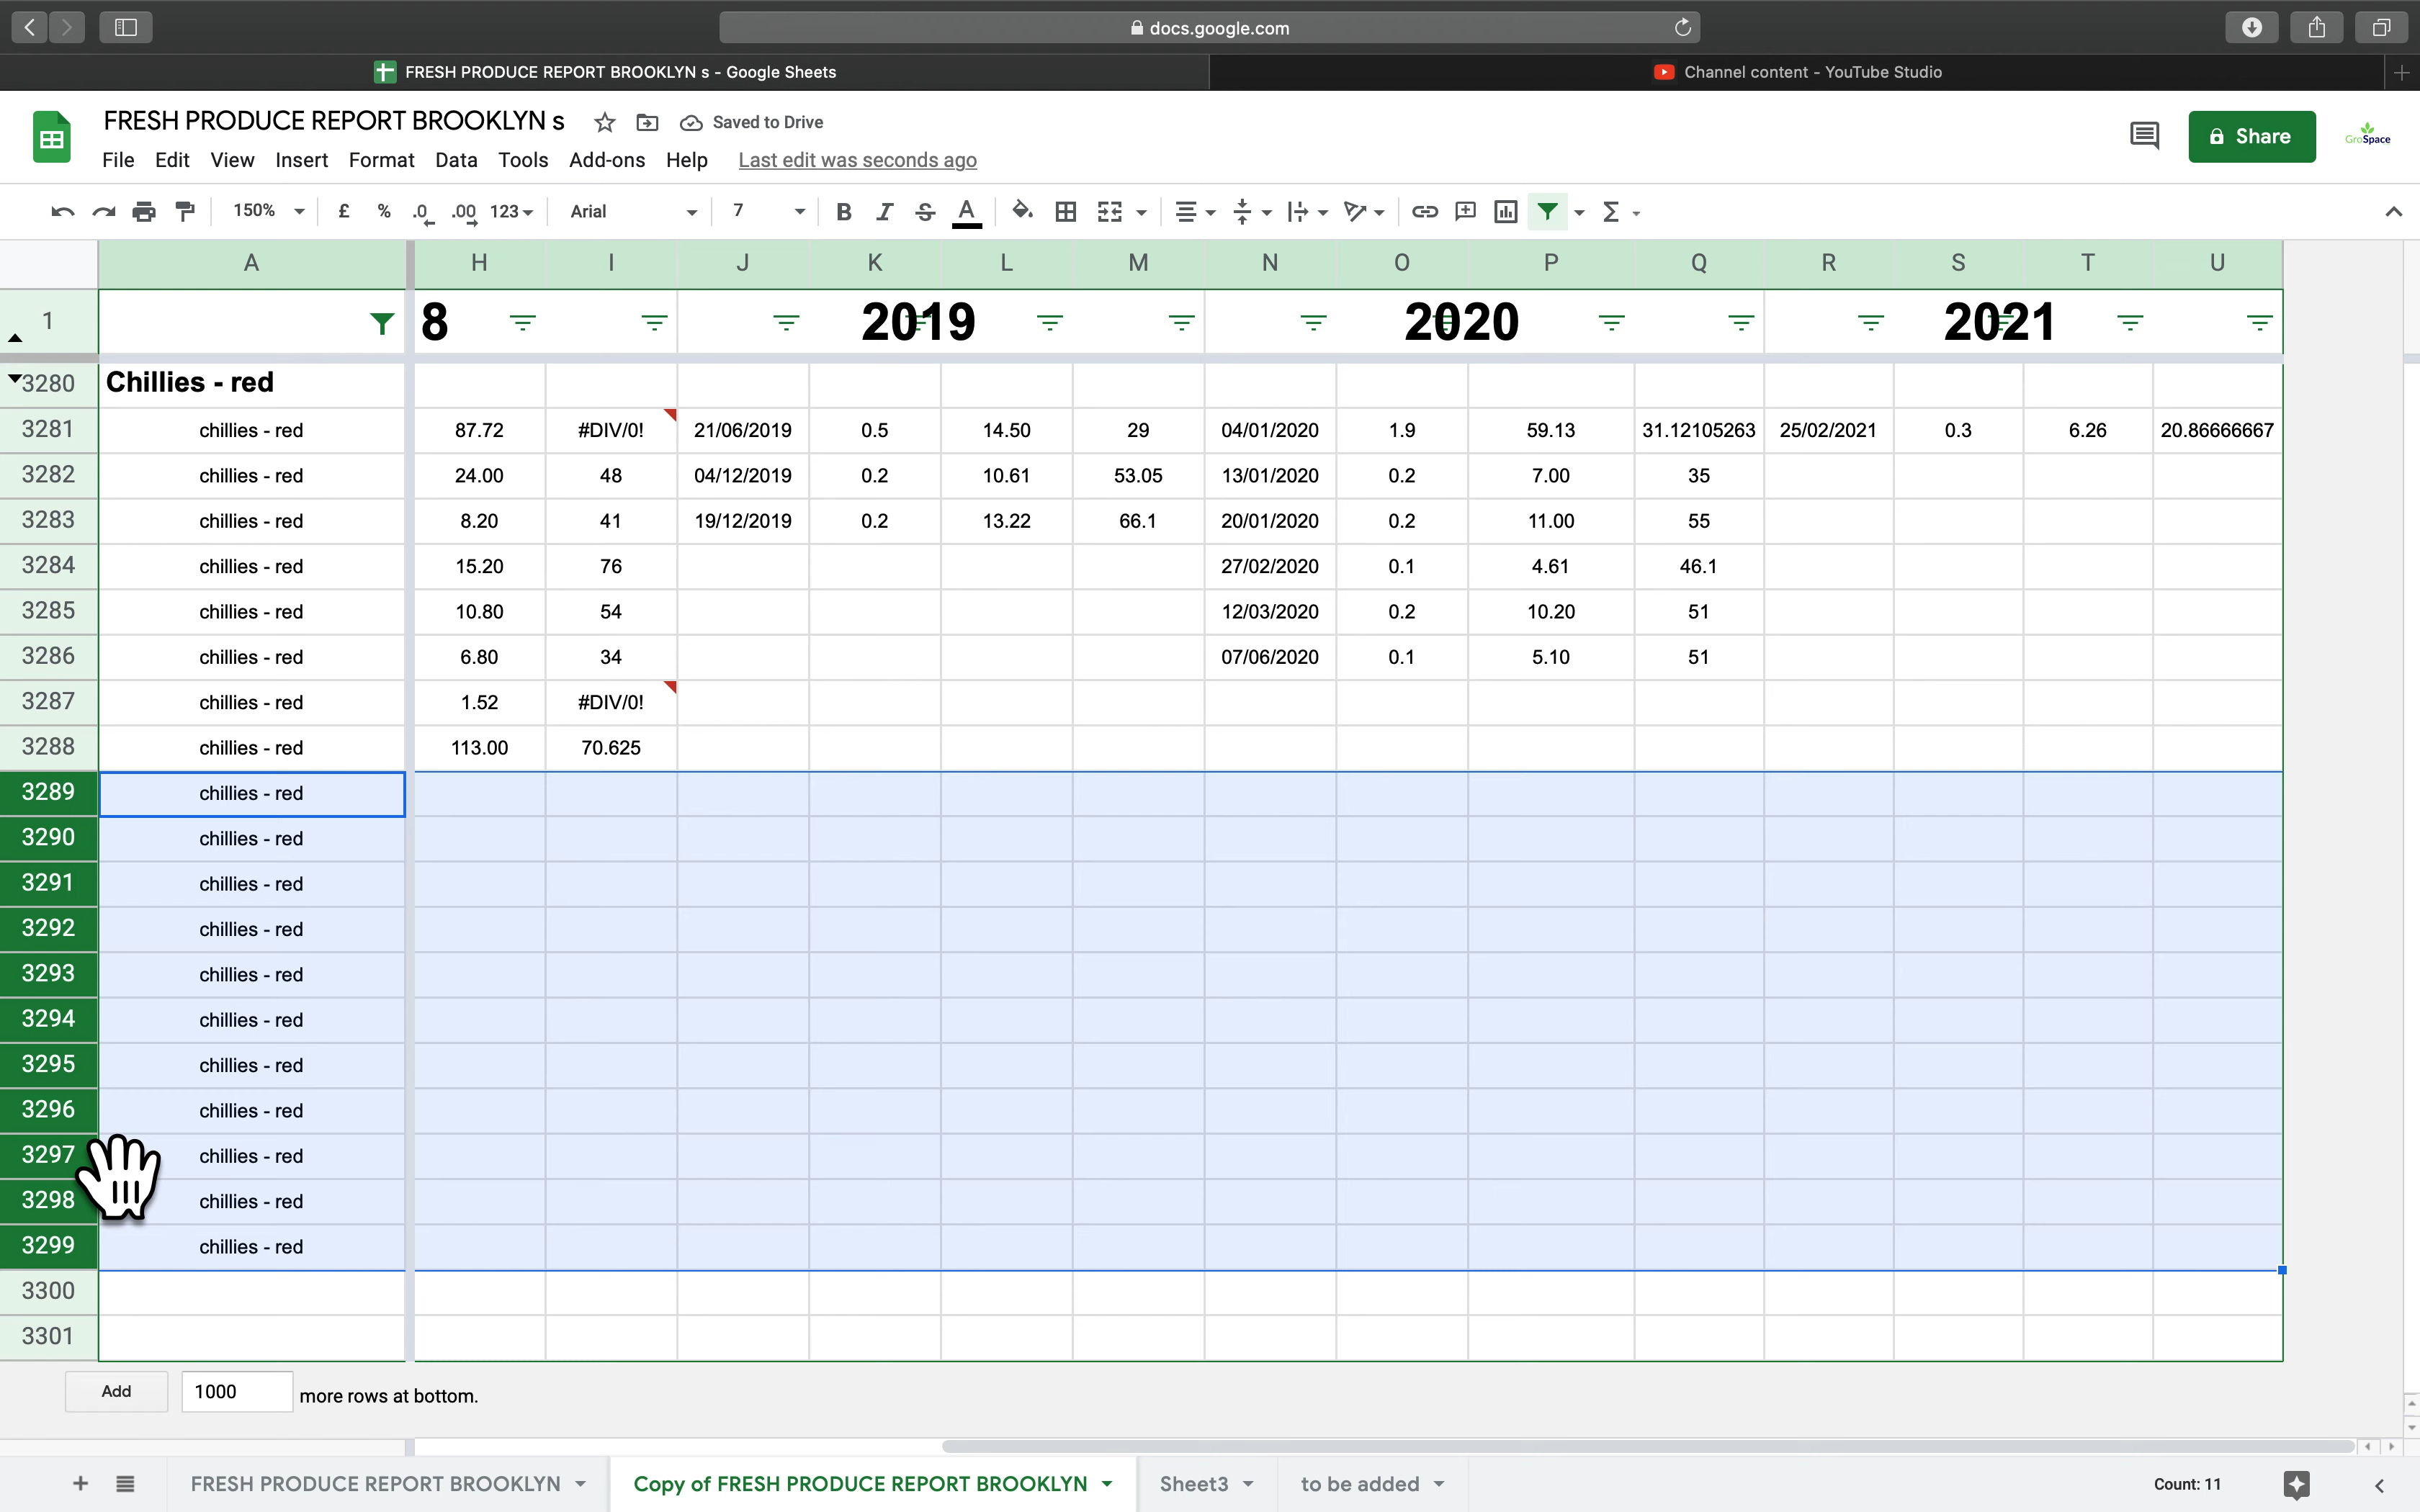 docs.google.com
FRESH PRODUCE REPORT BROOKLYN s - Google Sheets
Channel content - YouTube Studio
FRESH PRODUCE REPORT BROOKLYN s
Saved to Drive
Share
GroSpace
File Edit View Insert Format Data Tools Add-ons Help Last edit was seconds ago
150% £ % .0 .00 123 Arial 7 B I S A Σ
A H I J K L M N O P Q R S T U
1 8 2019 2020 2021
3280 Chillies - red
3281 chillies - red 87.72 #DIV/0! 21/06/2019 0.5 14.50 29 04/01/2020 1.9 59.13 31.12105263 25/02/2021 0.3 6.26 20.86666667
3282 chillies - red 24.00 48 04/12/2019 0.2 10.61 53.05 13/01/2020 0.2 7.00 35
3283 chillies - red 8.20 41 19/12/2019 0.2 13.22 66.1 20/01/2020 0.2 11.00 55
3284 chillies - red 15.20 76 27/02/2020 0.1 4.61 46.1
3285 chillies - red 10.80 54 12/03/2020 0.2 10.20 51
3286 chillies - red 6.80 34 07/06/2020 0.1 5.10 51
3287 chillies - red 1.52 #DIV/0!
3288 chillies - red 113.00 70.625
3289 chillies - red
3290 chillies - red
3291 chillies - red
3292 chillies - red
3293 chillies - red
3294 chillies - red
3295 chillies - red
3296 chillies - red
3297 chillies - red
3298 chillies - red
3299 chillies - red
3300
3301
Add 1000 more rows at bottom.
FRESH PRODUCE REPORT BROOKLYN Copy of FRESH PRODUCE REPORT BROOKLYN Sheet3 to be added Count: 11